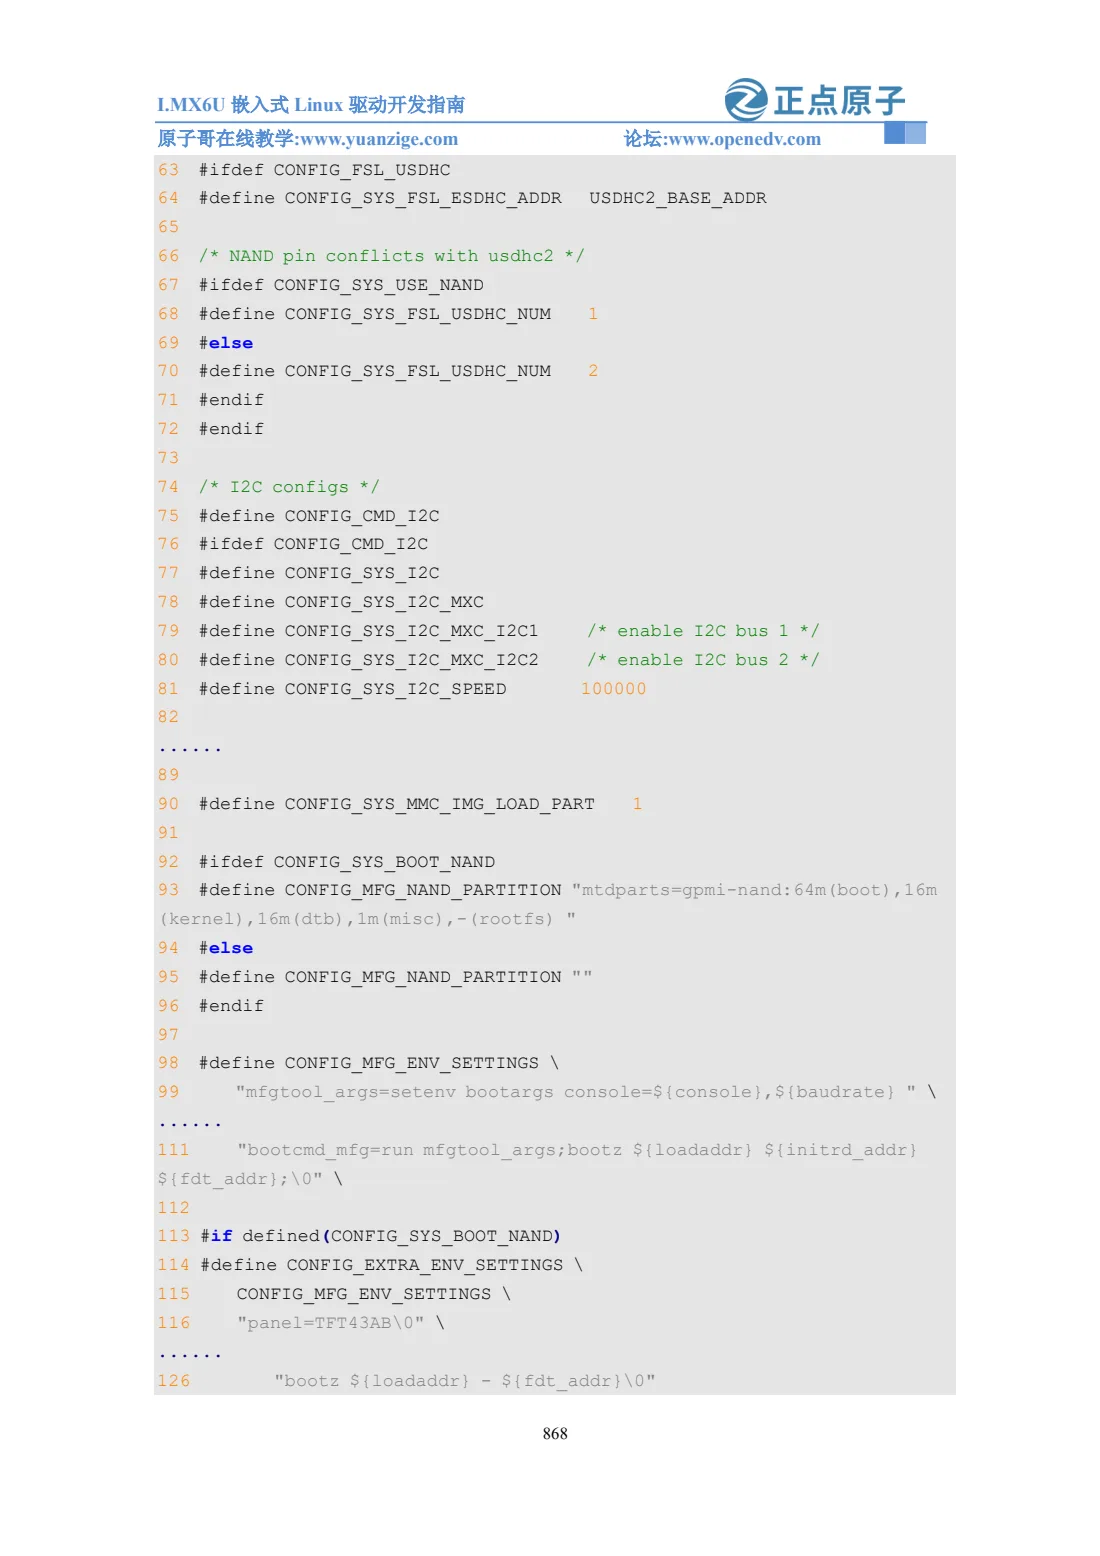 I.MX6U 嵌入式 Linux 驱动开发指南
正点原子
原子哥在线教学:www.yuanzige.com 论坛:www.openedv.com
63 #ifdef CONFIG_FSL_USDHC
64 #define CONFIG_SYS_FSL_ESDHC_ADDR USDHC2_BASE_ADDR
65
66 /* NAND pin conflicts with usdhc2 */
67 #ifdef CONFIG_SYS_USE_NAND
68 #define CONFIG_SYS_FSL_USDHC_NUM 1
69 #else
70 #define CONFIG_SYS_FSL_USDHC_NUM 2
71 #endif
72 #endif
73
74 /* I2C configs */
75 #define CONFIG_CMD_I2C
76 #ifdef CONFIG_CMD_I2C
77 #define CONFIG_SYS_I2C
78 #define CONFIG_SYS_I2C_MXC
79 #define CONFIG_SYS_I2C_MXC_I2C1 /* enable I2C bus 1 */
80 #define CONFIG_SYS_I2C_MXC_I2C2 /* enable I2C bus 2 */
81 #define CONFIG_SYS_I2C_SPEED 100000
82
......
89
90 #define CONFIG_SYS_MMC_IMG_LOAD_PART 1
91
92 #ifdef CONFIG_SYS_BOOT_NAND
93 #define CONFIG_MFG_NAND_PARTITION "mtdparts=gpmi-nand:64m(boot),16m
(kernel),16m(dtb),1m(misc),-(rootfs) "
94 #else
95 #define CONFIG_MFG_NAND_PARTITION ""
96 #endif
97
98 #define CONFIG_MFG_ENV_SETTINGS \
99 "mfgtool_args=setenv bootargs console=${console},${baudrate} " \
......
111 "bootcmd_mfg=run mfgtool_args;bootz ${loadaddr} ${initrd_addr}
${fdt_addr};\0" \
112
113 #if defined(CONFIG_SYS_BOOT_NAND)
114 #define CONFIG_EXTRA_ENV_SETTINGS \
115 CONFIG_MFG_ENV_SETTINGS \
116 "panel=TFT43AB\0" \
......
126 "bootz ${loadaddr} - ${fdt_addr}\0"
868